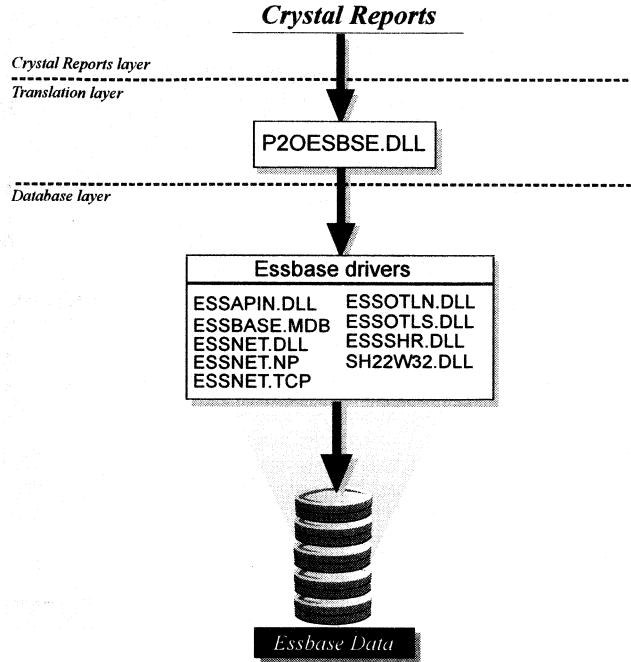 Crystal Reports
Crystal Reports layer
Translation layer
P2OESBSE.DLL
Database layer
Essbase drivers
ESSAPIN.DLL
ESSBASE.MDB
ESSNET.DLL
ESSNET.NP
ESSNET.TCP
ESSOTLN.DLL
ESSOTLS.DLL
ESSSHR.DLL
SH22W32.DLL
Essbase Data